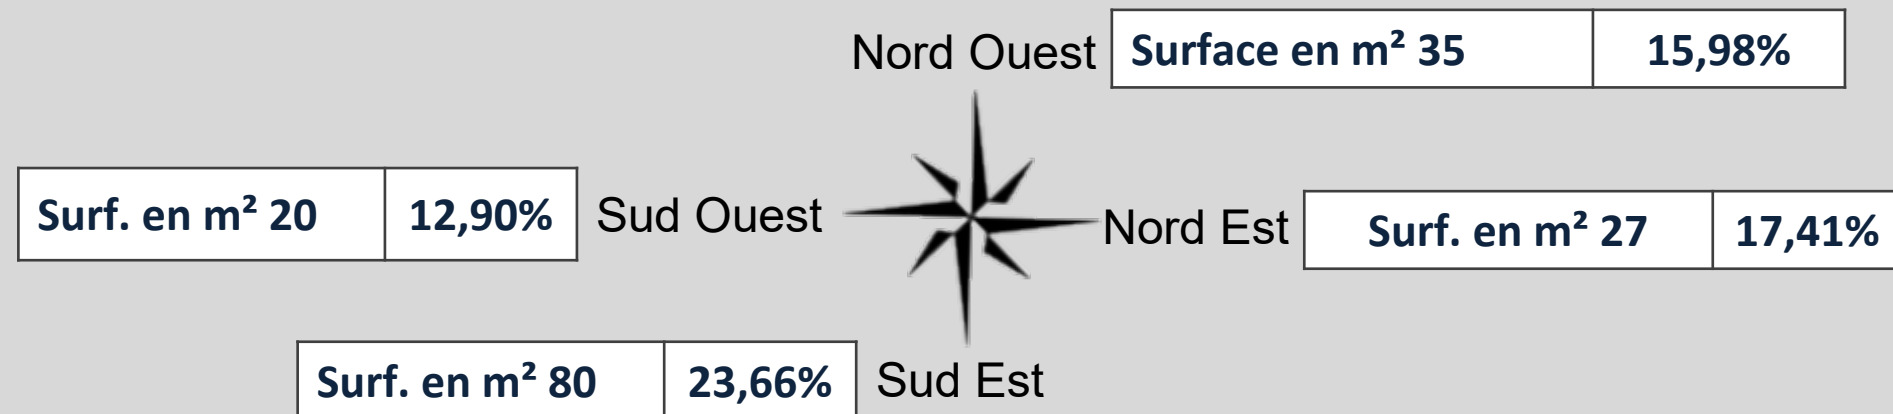 Nord Ouest Surface en m² 35 15,98%
Surf. en m² 20 12,90% Sud Ouest
Nord Est Surf. en m² 27 17,41%
Surf. en m² 80 23,66% Sud Est